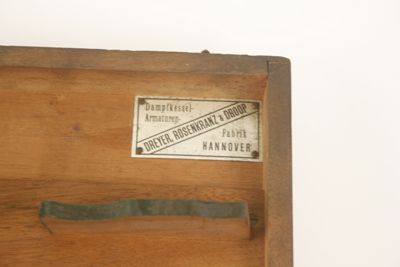 Dampfkessel-
Armaturen-
DREYER, ROSENKRANZ & DROOP
Fabrik
HANNOVER